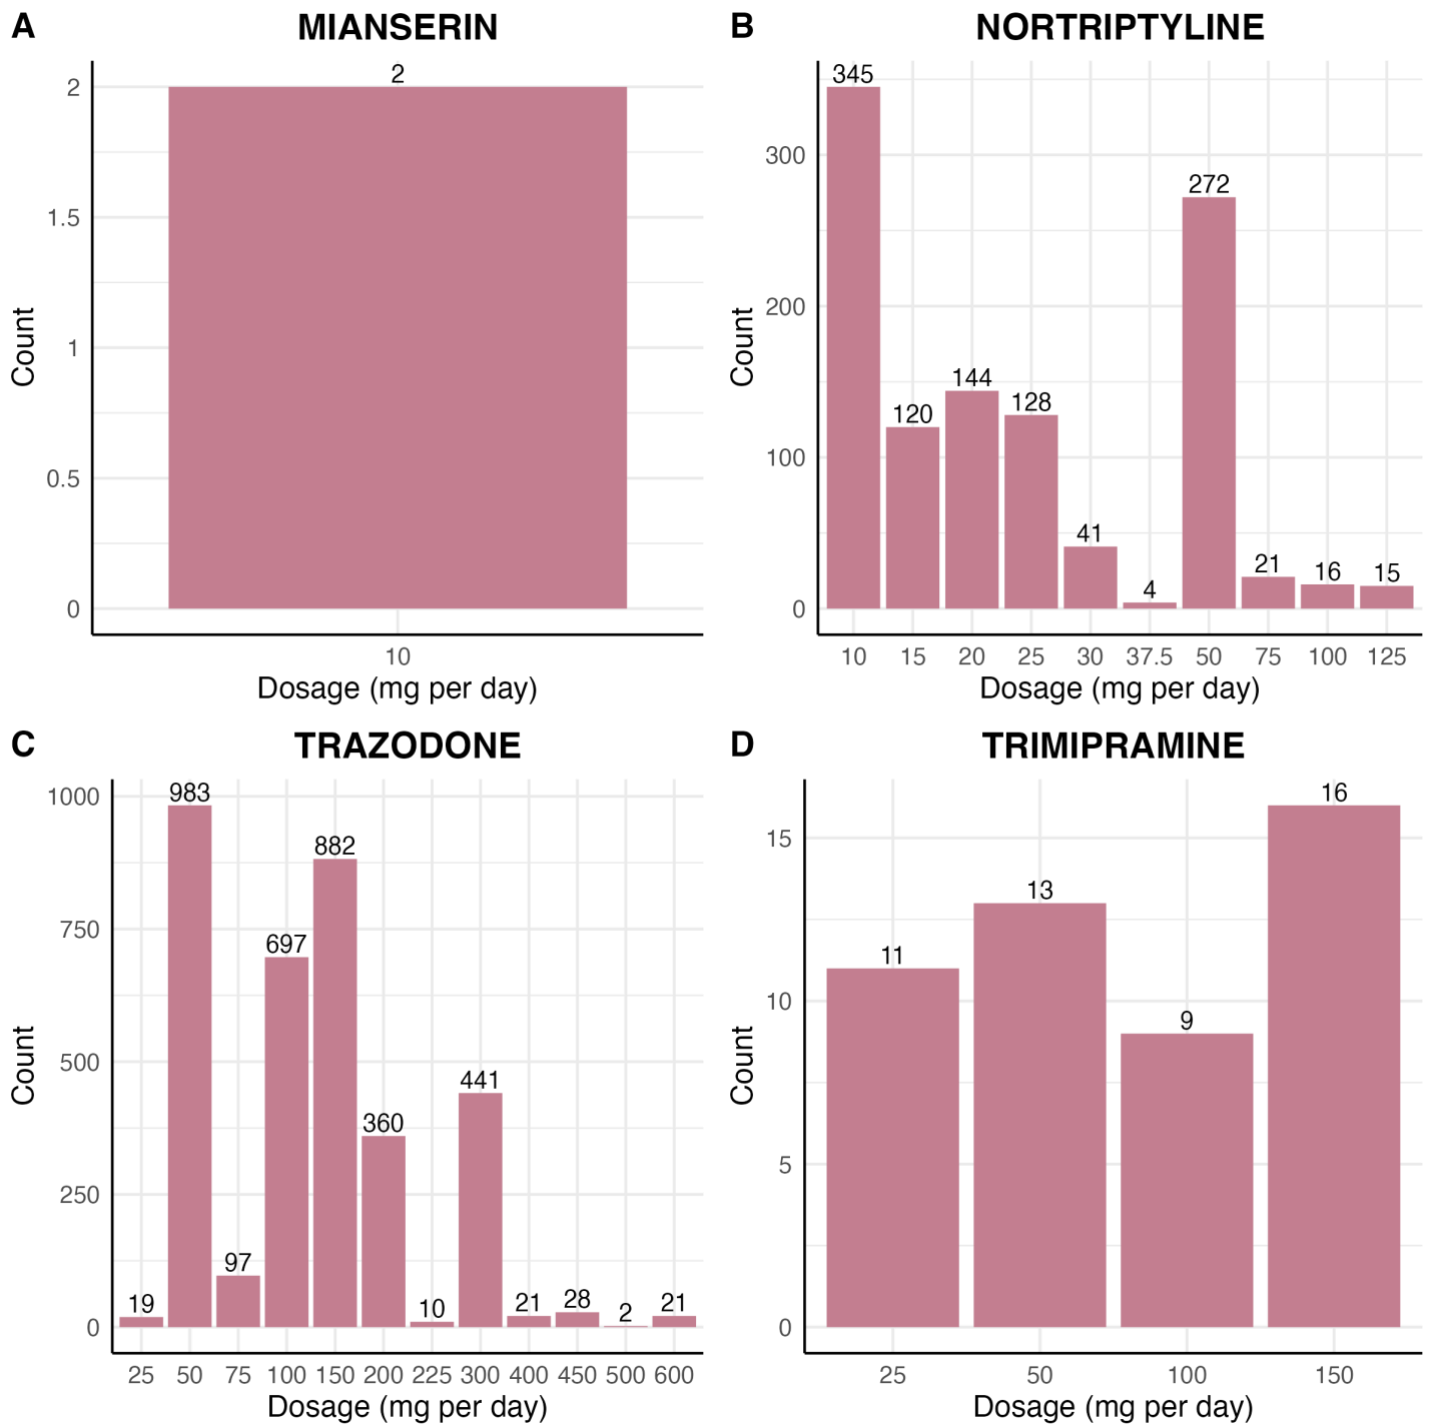 A
MIANSERIN
2
2
1.5
1
0.5
0
Count
10
Dosage (mg per day)
B
NORTRIPTYLINE
345
120
144
128
41
4
272
21
16
15
300
200
100
0
Count
10 15 20 25 30 37.5 50 75 100 125
Dosage (mg per day)
C
TRAZODONE
983
19
97
697
882
360
10
441
21
28
2
21
1000
750
500
250
0
Count
25 50 75 100 150 200 225 300 400 450 500 600
Dosage (mg per day)
D
TRIMIPRAMINE
11
13
9
16
15
10
5
0
Count
25 50 100 150
Dosage (mg per day)